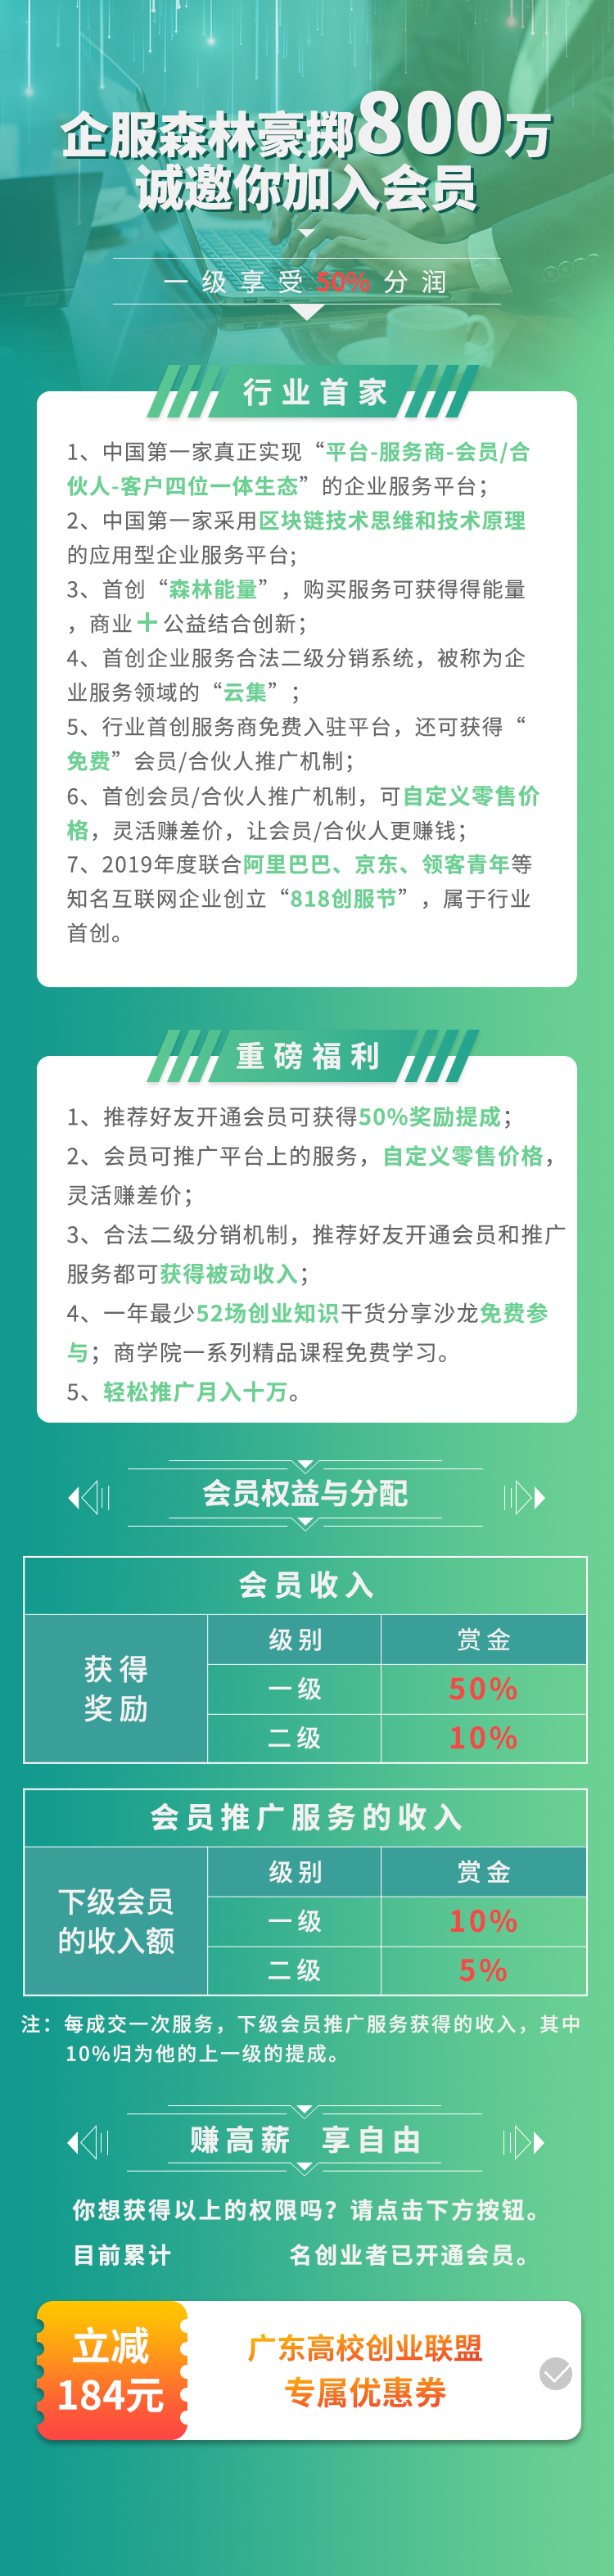 企服森林豪掷800万
诚邀你加入会员
一级享受50%分润
行业首家
1、中国第一家真正实现“平台-服务商-会员/合
伙人-客户四位一体生态”的企业服务平台；
2、中国第一家采用区块链技术思维和技术原理
的应用型企业服务平台;
3、首创“森林能量”，购买服务可获得得能量
，商业＋公益结合创新；
4、首创企业服务合法二级分销系统，被称为企
业服务领域的“云集”；
5、行业首创服务商免费入驻平台，还可获得“
免费”会员/合伙人推广机制；
6、首创会员/合伙人推广机制，可自定义零售价
格，灵活赚差价，让会员/合伙人更赚钱；
7、2019年度联合阿里巴巴、京东、领客青年等
知名互联网企业创立“818创服节”，属于行业
首创。
重磅福利
1、推荐好友开通会员可获得50%奖励提成；
2、会员可推广平台上的服务，自定义零售价格，
灵活赚差价；
3、合法二级分销机制，推荐好友开通会员和推广
服务都可获得被动收入；
4、一年最少52场创业知识干货分享沙龙免费参
与；商学院一系列精品课程免费学习。
5、轻松推广月入十万。
会员权益与分配
会员收入
获得
奖励
级别 赏金
一级 50%
二级 10%
会员推广服务的收入
下级会员
的收入额
级别 赏金
一级 10%
二级 5%
注：每成交一次服务，下级会员推广服务获得的收入，其中
10%归为他的上一级的提成。
赚高薪 享自由
你想获得以上的权限吗？请点击下方按钮。
目前累计 名创业者已开通会员。
立减
184元
广东高校创业联盟
专属优惠券